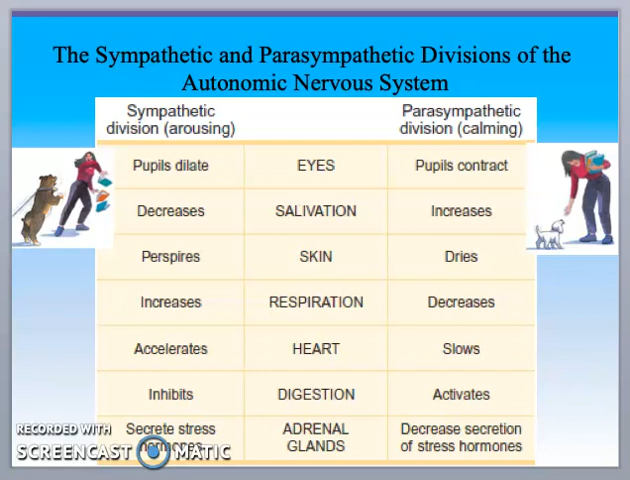 The Sympathetic and Parasympathetic Divisions of the
Autonomic Nervous System
Sympathetic
division (arousing)
Parasympathetic
division (calming)
Pupils dilate EYES Pupils contract
Decreases SALIVATION Increases
Perspires SKIN Dries
Increases RESPIRATION Decreases
Accelerates HEART Slows
Inhibits DIGESTION Activates
Secrete stress
hormones
ADRENAL
GLANDS
Decrease secretion
of stress hormones
RECORDED WITH
SCREENCAST MATIC